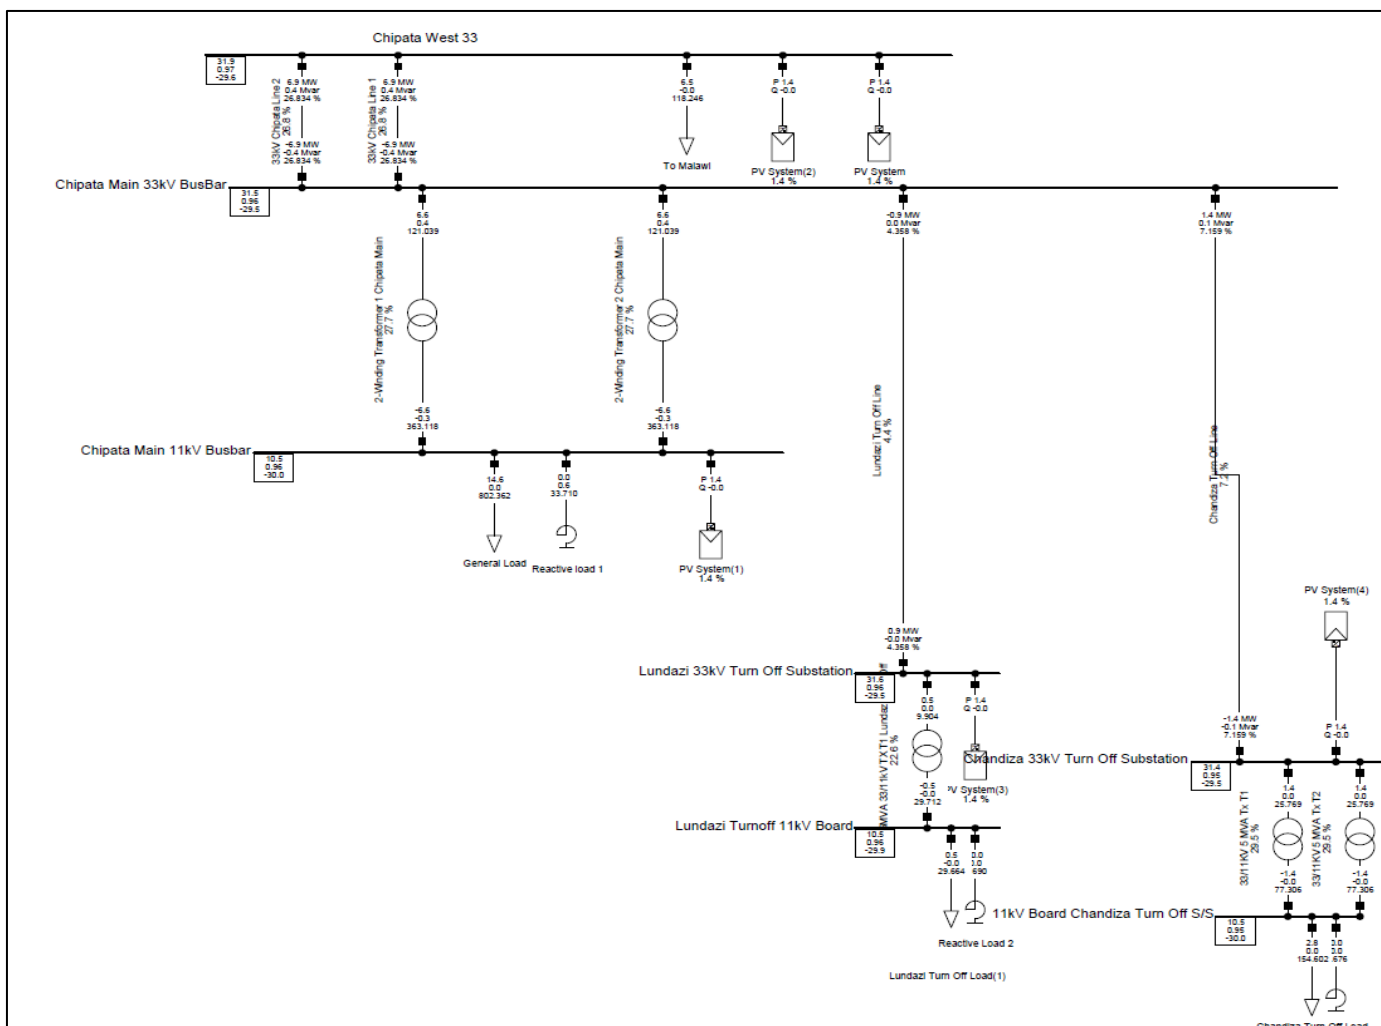 Chipata West 33
31.9
0.97
-29.6
33kV Chipata Line 2
26.8 %
6.9 MW
0.4 Mvar
26.834 %
-6.9 MW
-0.4 Mvar
26.834 %
33kV Chipata Line 1
26.8 %
6.9 MW
0.4 Mvar
26.834 %
-6.9 MW
-0.4 Mvar
26.834 %
6.5
-0.0
118.246
To Malawi
P 1.4
Q -0.0
PV System(2)
1.4 %
P 1.4
Q -0.0
PV System
1.4 %
Chipata Main 33kV BusBar
31.5
0.96
-29.5
6.6
0.4
121.039
2-Winding Transformer 1 Chipata Main
27.7 %
-6.6
-0.3
363.118
6.6
0.4
121.039
2-Winding Transformer 2 Chipata Main
27.7 %
-6.6
-0.3
363.118
-0.9 MW
0.0 Mvar
4.358 %
Lundazi Turn Off Line
4.4 %
0.9 MW
-0.0 Mvar
4.358 %
1.4 MW
0.1 Mvar
7.159 %
Chandiza Turn Off Line
7.2 %
-1.4 MW
-0.1 Mvar
7.159 %
Chipata Main 11kV Busbar
10.5
0.96
-30.0
14.6
0.0
802.362
General Load
0.0
0.6
33.710
Reactive load 1
P 1.4
Q -0.0
PV System(1)
1.4 %
PV System(4)
1.4 %
P 1.4
Q -0.0
Lundazi 33kV Turn Off Substation
31.6
0.96
-29.5
0.5
0.0
9.904
MVA 33/11kV TX T1 Lundazi
22.6 %
-0.5
-0.0
29.712
P 1.4
Q -0.0
PV System(3)
1.4 %
Chandiza 33kV Turn Off Substation
31.4
0.95
-29.5
1.4
0.0
25.769
33/11KV 5 MVA Tx T1
29.5 %
-1.4
-0.0
77.306
1.4
0.0
25.769
33/11KV 5 MVA Tx T2
29.5 %
-1.4
-0.0
77.306
Lundazi Turnoff 11kV Board
10.5
0.96
-29.9
0.5
-0.0
29.664
0.0
0.0
.690
Reactive Load 2
Lundazi Turn Off Load(1)
11kV Board Chandiza Turn Off S/S
10.5
0.95
-30.0
2.8
0.0
154.602
0.0
0.0
.676
Chandiza Turn Off Load